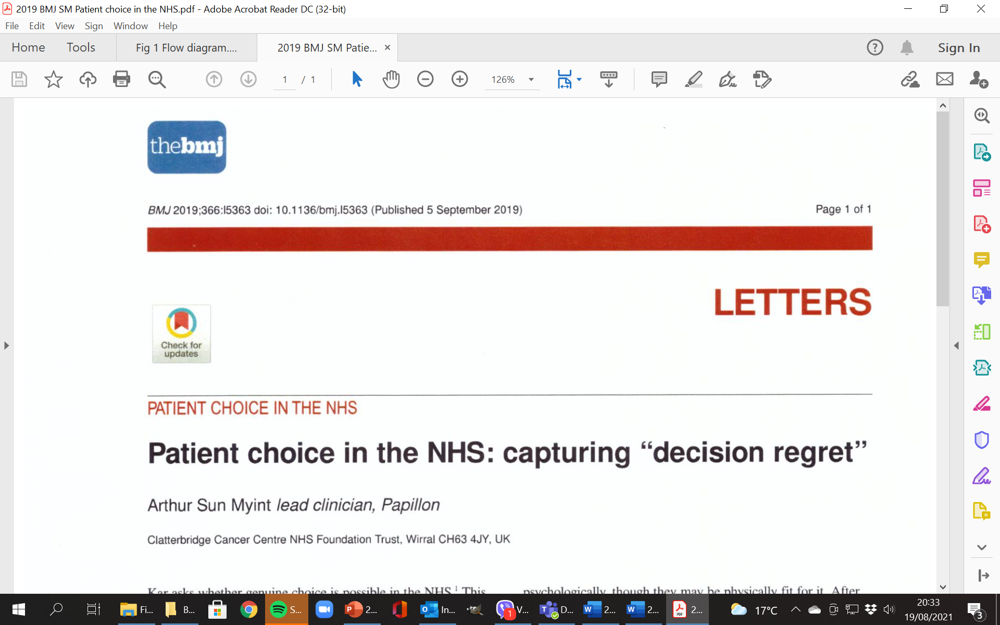 2019 BMJ SM Patient choice in the NHS.pdf - Adobe Acrobat Reader DC (32-bit)
File Edit View Sign Window Help
Home Tools Fig 1 Flow diagram.... 2019 BMJ SM Patie... × Sign In
1 / 1 126%
thebmj
BMJ 2019;366:l5363 doi: 10.1136/bmj.l5363 (Published 5 September 2019) Page 1 of 1
LETTERS
Check for
updates
PATIENT CHOICE IN THE NHS
Patient choice in the NHS: capturing “decision regret”
Arthur Sun Myint lead clinician, Papillon
Clatterbridge Cancer Centre NHS Foundation Trust, Wirral CH63 4JY, UK
Kar asks whether genuine choice is possible in the NHS.1 This
psychologically, though they may be physically fit for it. After
Fi... B... S... 2... In... 1 V... D... 2... 2... 2... 17°C 20:33
19/08/2021 3